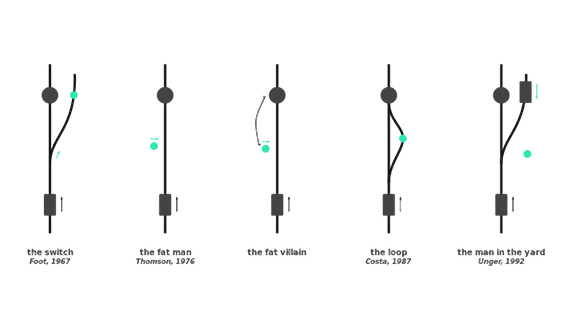 the switch
Foot, 1967
the fat man
Thomson, 1976
the fat villain
the loop
Costa, 1987
the man in the yard
Unger, 1992